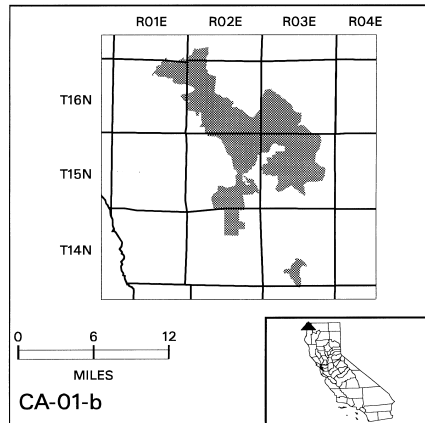 R01E R02E R03E R04E
T16N
T15N
T14N
0 6 12
MILES
CA-01-b